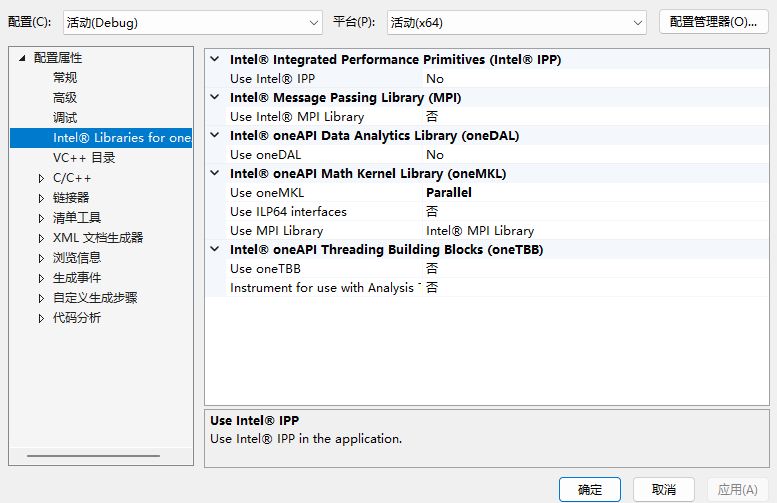 配置(C): 活动(Debug) 平台(P): 活动(x64) 配置管理器(O)...
配置属性
常规
高级
调试
Intel® Libraries for one
VC++ 目录
C/C++
链接器
清单工具
XML 文档生成器
浏览信息
生成事件
自定义生成步骤
代码分析
Intel® Integrated Performance Primitives (Intel® IPP)
Use Intel® IPP No
Intel® Message Passing Library (MPI)
Use Intel® MPI Library 否
Intel® oneAPI Data Analytics Library (oneDAL)
Use oneDAL No
Intel® oneAPI Math Kernel Library (oneMKL)
Use oneMKL Parallel
Use ILP64 interfaces 否
Use MPI Library Intel® MPI Library
Intel® oneAPI Threading Building Blocks (oneTBB)
Use oneTBB 否
Instrument for use with Analysis 否
Use Intel® IPP
Use Intel® IPP in the application.
确定 取消 应用(A)